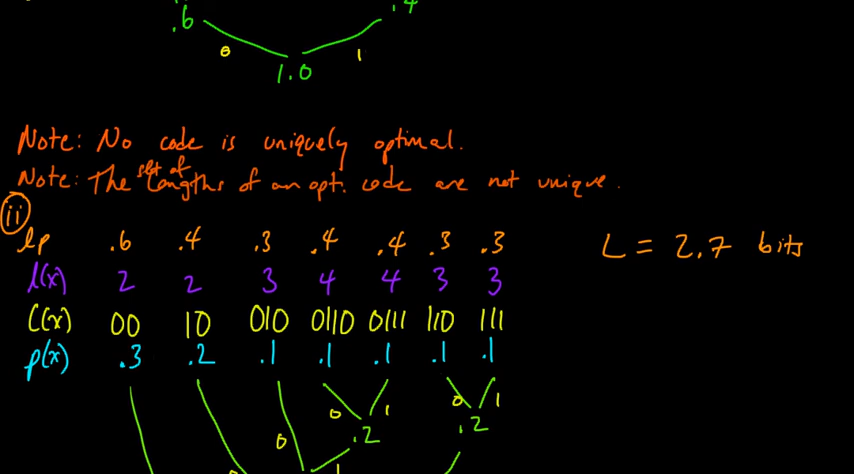 .6 .4
0 1
1.0
Note: No code is uniquely optimal.
Note: The set of lengths of an opt. code are not unique.
ii
lp .6 .4 .3 .4 .4 .3 .3 L = 2.7 bits
l(x) 2 2 3 4 4 3 3
C(x) 00 10 010 0110 0111 110 111
p(x) .3 .2 .1 .1 .1 .1 .1
0 1 0 1
0 .2 .2
0 1